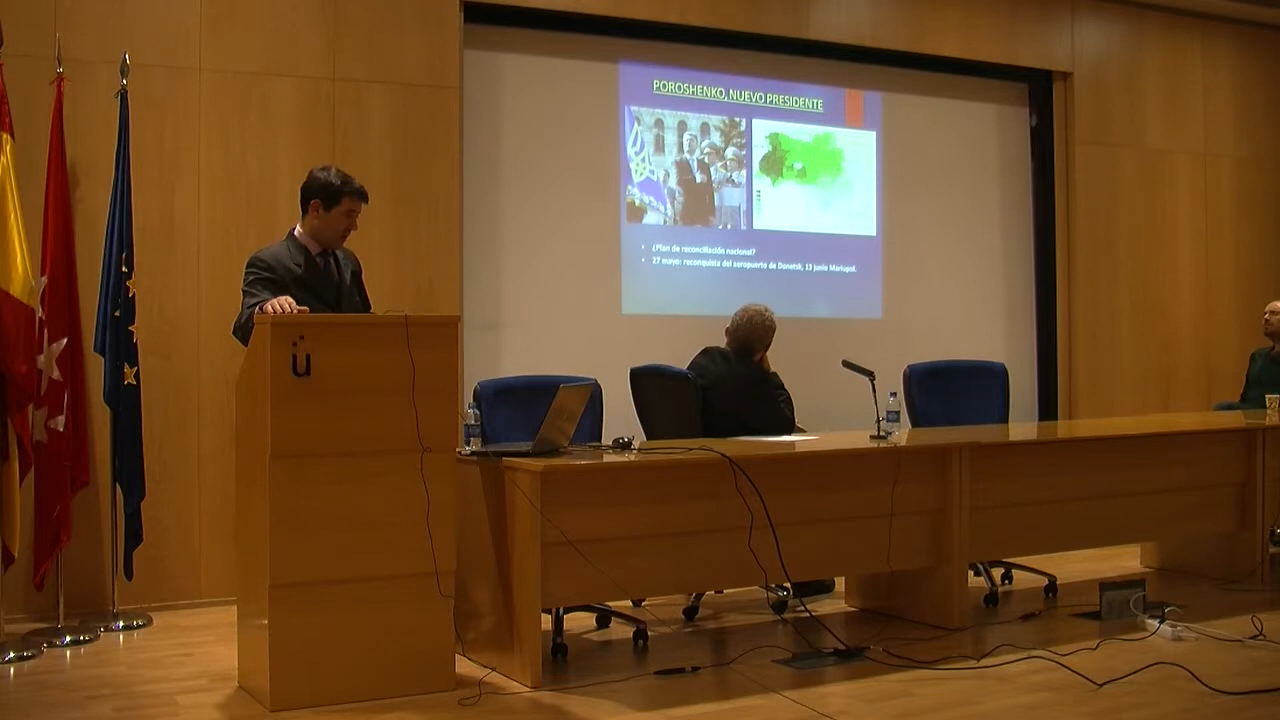 POROSHENKO, NUEVO PRESIDENTE
• ¿Plan de reconciliación nacional?
• 27 mayo: reconquista del aeropuerto de Donetsk, 13 junio Mariupol.
ü